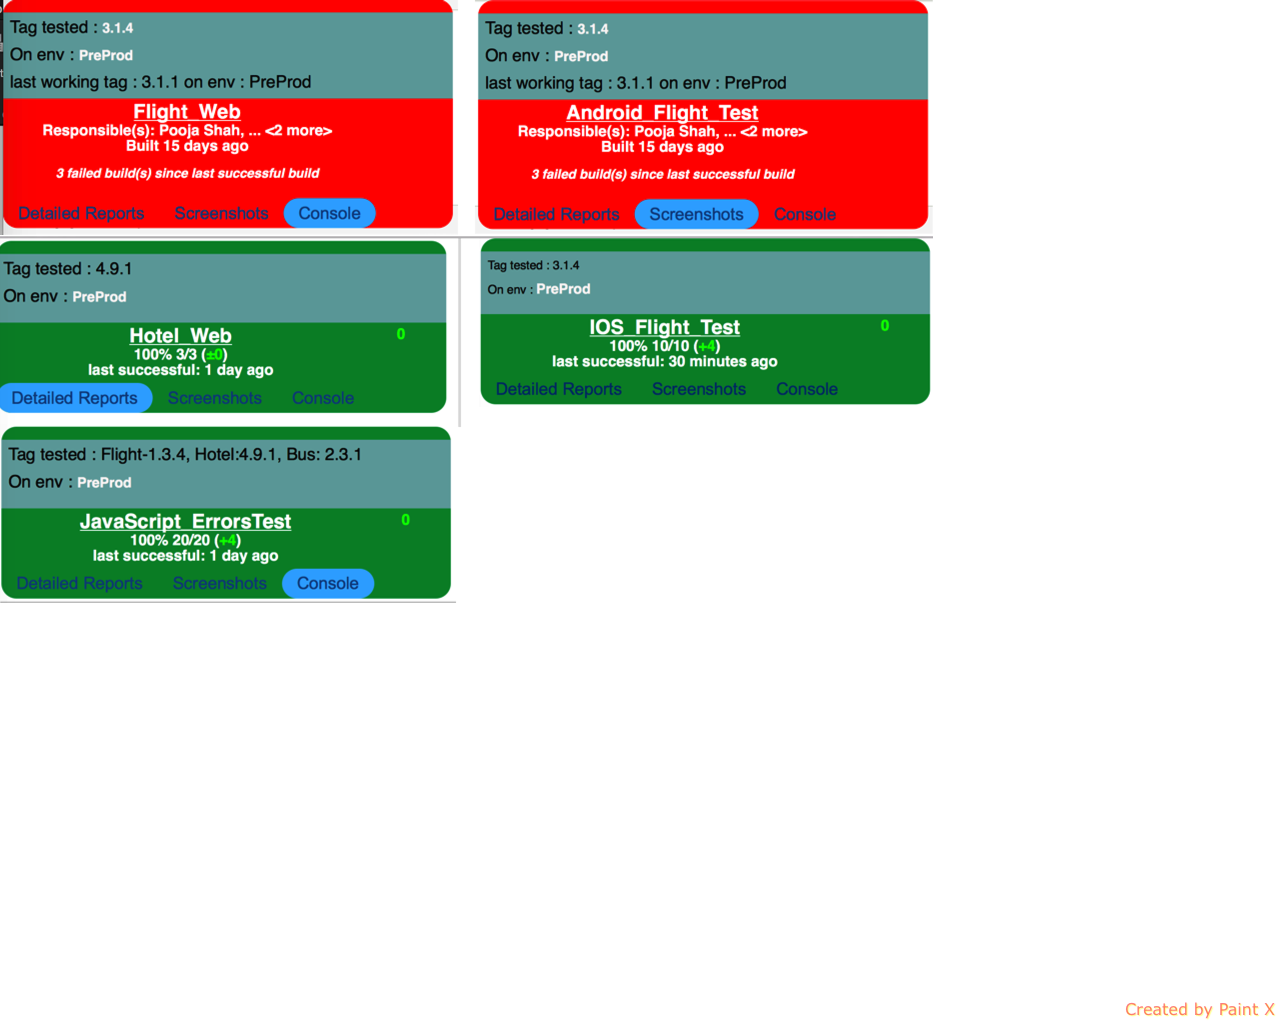 Tag tested : 3.1.4
On env : PreProd
last working tag : 3.1.1 on env : PreProd
Flight_Web
Responsible(s): Pooja Shah, ... <2 more>
Built 15 days ago
3 failed build(s) since last successful build
Detailed Reports Screenshots Console
Tag tested : 3.1.4
On env : PreProd
last working tag : 3.1.1 on env : PreProd
Android_Flight_Test
Responsible(s): Pooja Shah, ... <2 more>
Built 15 days ago
3 failed build(s) since last successful build
Detailed Reports Screenshots Console
Tag tested : 4.9.1
On env : PreProd
Hotel_Web 0
100% 3/3 (±0)
last successful: 1 day ago
Detailed Reports Screenshots Console
Tag tested : 3.1.4
On env : PreProd
IOS_Flight_Test 0
100% 10/10 (+4)
last successful: 30 minutes ago
Detailed Reports Screenshots Console
Tag tested : Flight-1.3.4, Hotel:4.9.1, Bus: 2.3.1
On env : PreProd
JavaScript_ErrorsTest 0
100% 20/20 (+4)
last successful: 1 day ago
Detailed Reports Screenshots Console
Created by Paint X